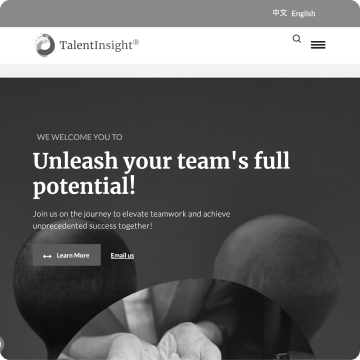 中文 English
TalentInsight®
WE WELCOME YOU TO
Unleash your team's full
potential!
Join us on the journey to elevate teamwork and achieve
unprecedented success together!
Learn More Email us